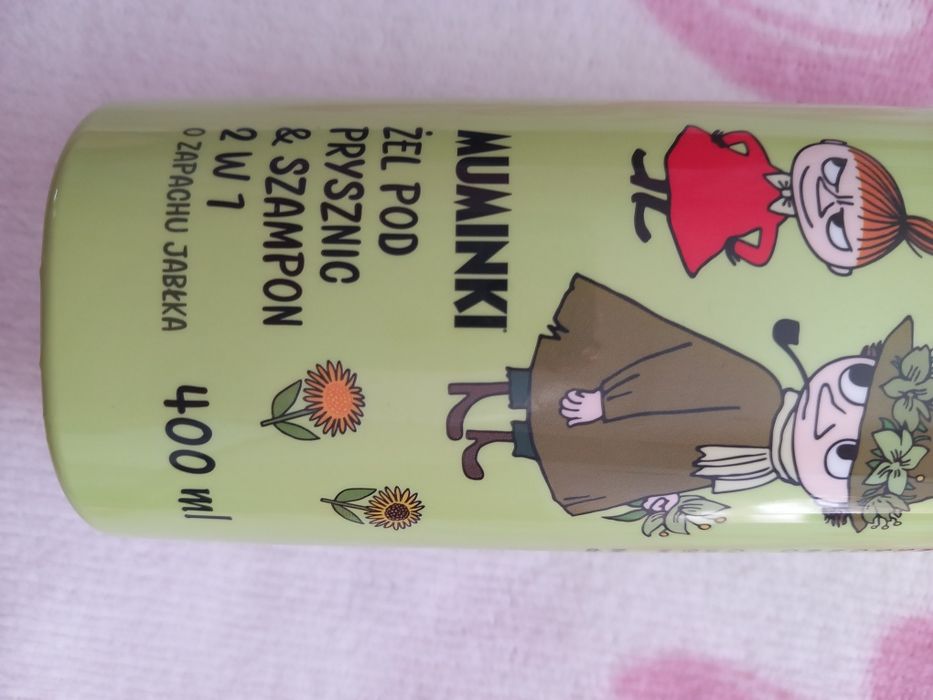 MUMINKI
ŻEL POD
PRYSZNIC
& SZAMPON
2 W 1
O ZAPACHU JABŁKA
400 ml